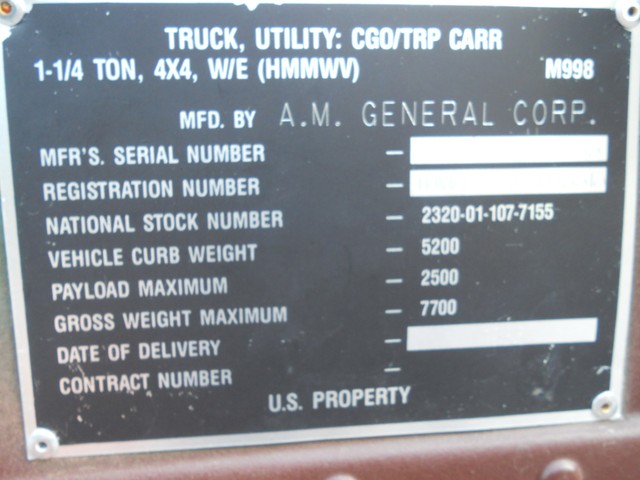 TRUCK, UTILITY: CGO/TRP CARR
1-1/4 TON, 4X4, W/E (HMMWV) M998
MFD. BY A.M. GENERAL CORP.
MFR'S. SERIAL NUMBER –
REGISTRATION NUMBER –
NATIONAL STOCK NUMBER – 2320-01-107-7155
VEHICLE CURB WEIGHT – 5200
PAYLOAD MAXIMUM – 2500
GROSS WEIGHT MAXIMUM – 7700
DATE OF DELIVERY –
CONTRACT NUMBER –
U.S. PROPERTY